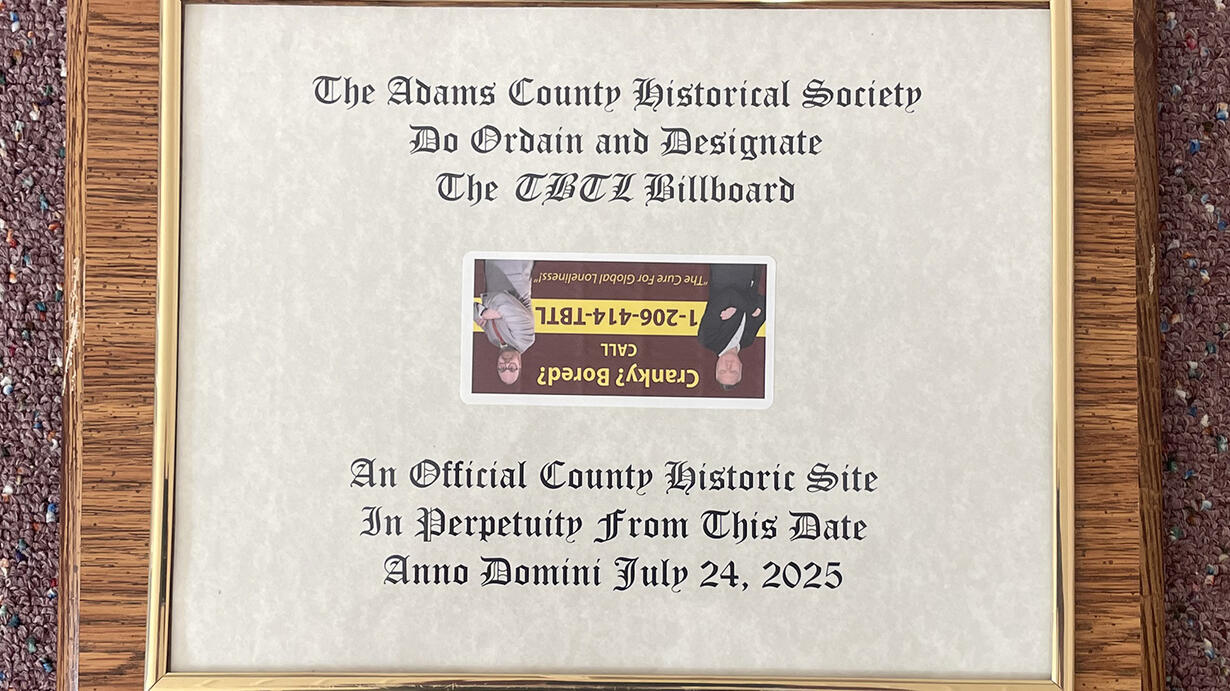 The Adams County Historical Society
Do Ordain and Designate
The TBTL Billboard
Cranky? Bored?
CALL
1-206-414-TBTL
"The Cure For Global Loneliness!"
An Official County Historic Site
In Perpetuity From This Date
Anno Domini July 24, 2025